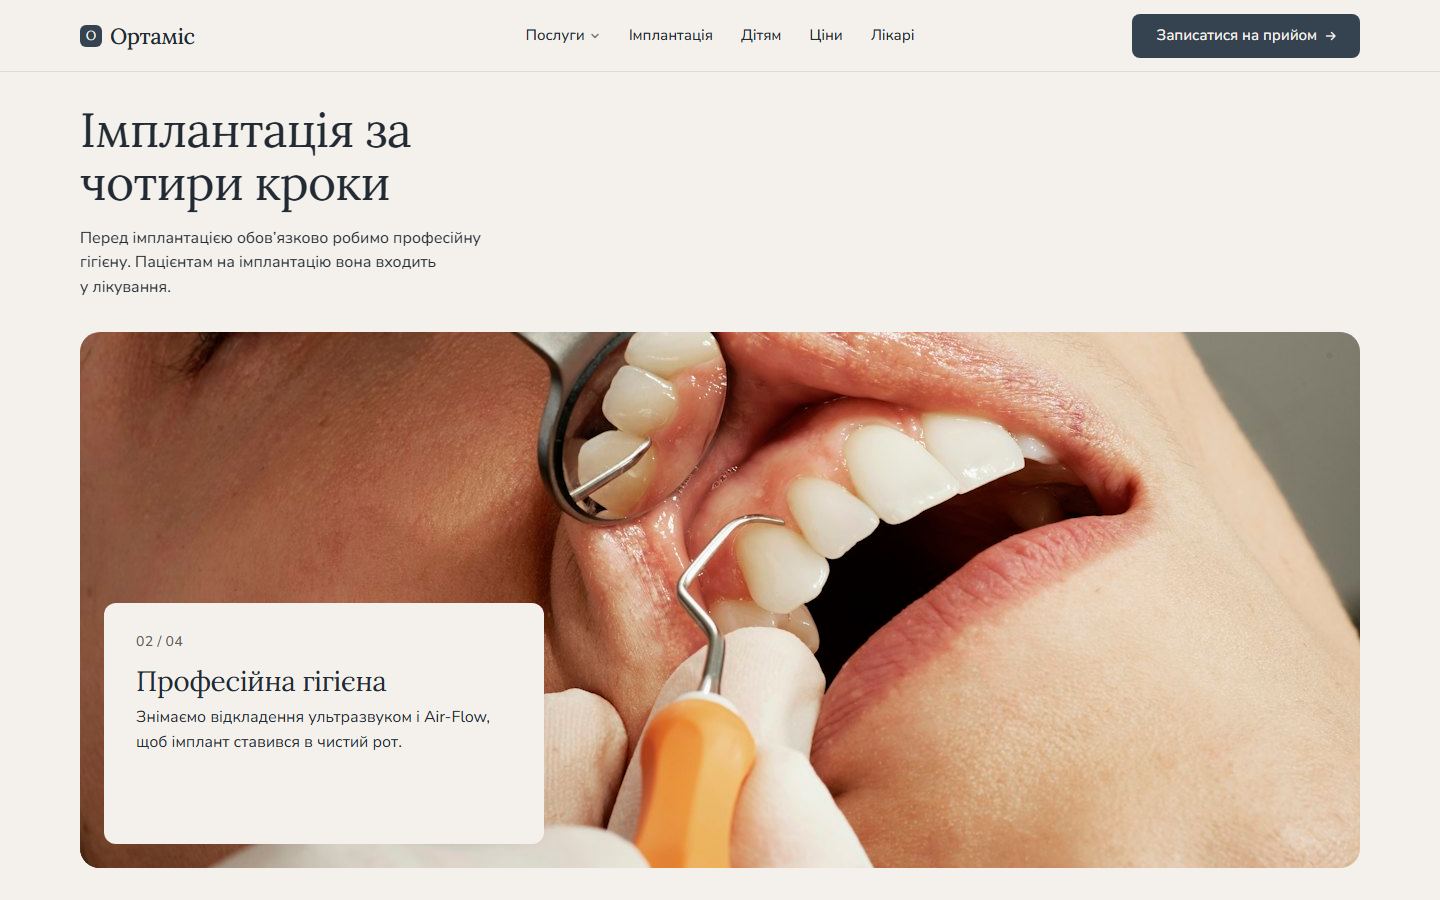 О Ортаміс
Послуги Імплантація Дітям Ціни Лікарі
Записатися на прийом →
Імплантація за
чотири кроки
Перед імплантацією обов’язково робимо професійну
гігієну. Пацієнтам на імплантацію вона входить
у лікування.
02 / 04
Професійна гігієна
Знімаємо відкладення ультразвуком і Air-Flow,
щоб імплант ставився в чистий рот.